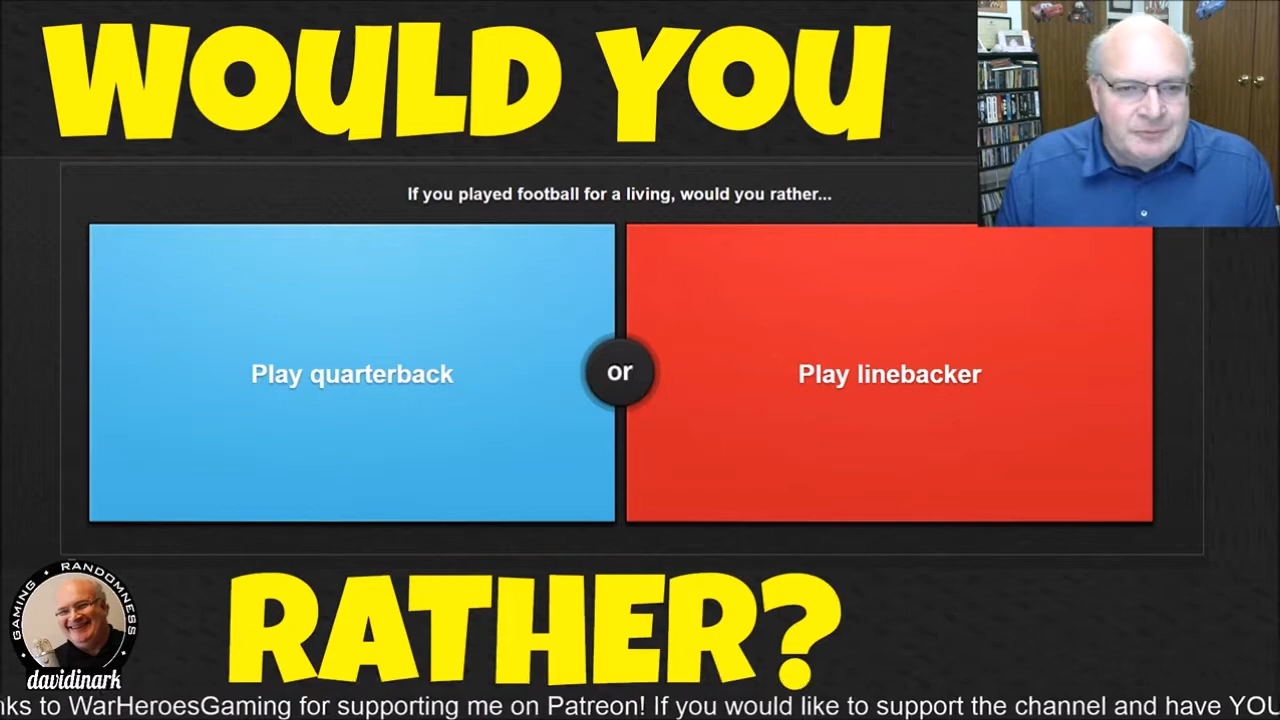 WOULD YOU
If you played football for a living, would you rather...
Play quarterback
or
Play linebacker
RATHER?
GAMING • RANDOMNESS •
davidinark
nks to WarHeroesGaming for supporting me on Patreon! If you would like to support the channel and have YOU